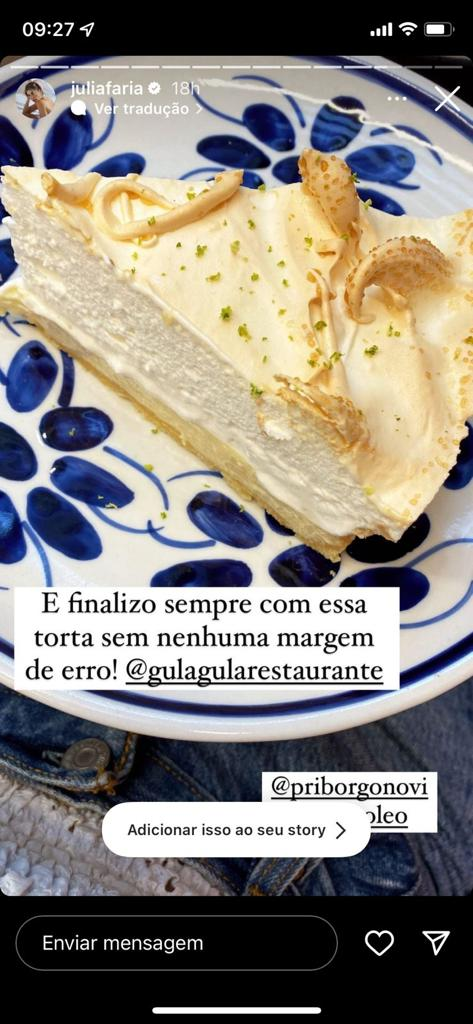 09:27
juliafaria 18h
Ver tradução
E finalizo sempre com essa
torta sem nenhuma margem
de erro! @gulagularestaurante
@priborgonovi
oleo
Adicionar isso ao seu story
Enviar mensagem